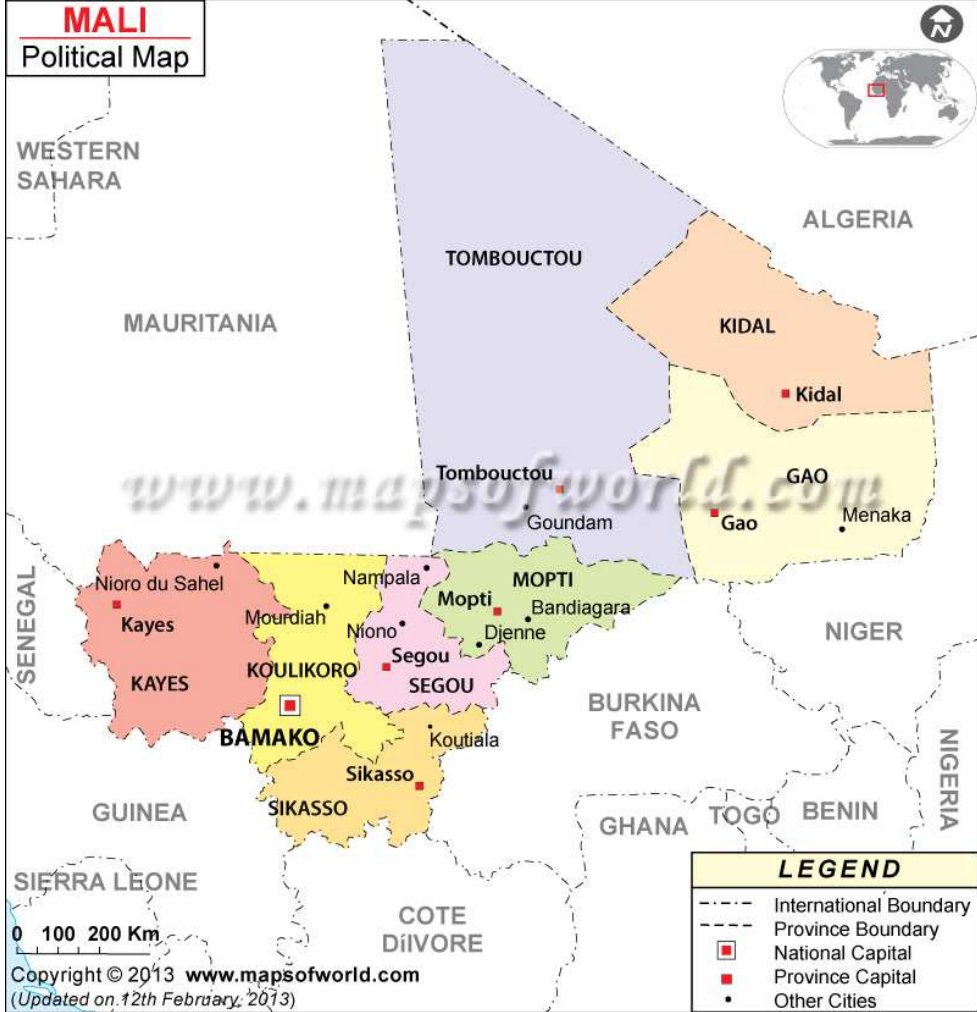 MALI
Political Map
N
WESTERN
SAHARA
ALGERIA
TOMBOUCTOU
MAURITANIA
KIDAL
Kidal
Tombouctou
GAO
www.mapsofworld.com
Goundam
Gao
Menaka
Nioro du Sahel
Nampala
MOPTI
SENEGAL
Kayes
Mourdiah
Niono
Mopti
Bandiagara
Djenne
NIGER
KAYES
KOULIKORO
Segou
SEGOU
BURKINA
FASO
BAMAKO
Koutiala
NIGERIA
Sikasso
SIKASSO
GUINEA
GHANA
TOGO
BENIN
SIERRA LEONE
COTE
DíIVORE
LEGEND
International Boundary
Province Boundary
National Capital
Province Capital
Other Cities
0 100 200 Km
Copyright © 2013 www.mapsofworld.com
(Updated on 12th February, 2013)